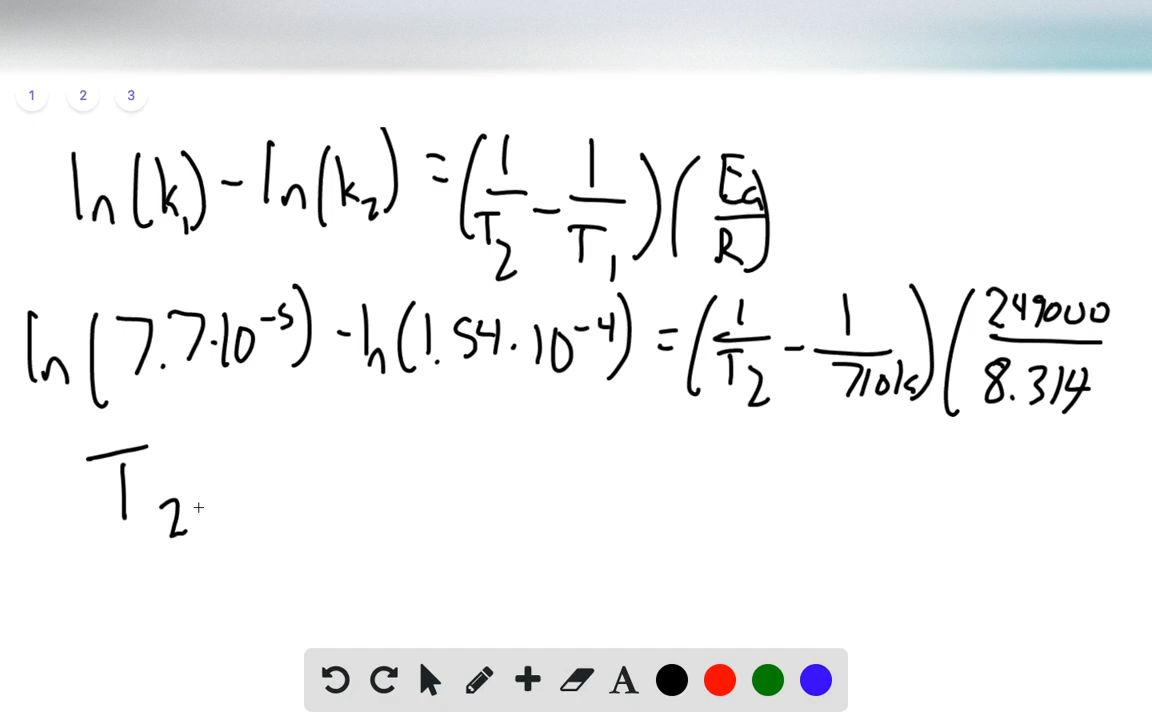 1 2 3
ln(k₁) - ln(k₂) = (1/T₂ - 1/T₁)(Ea/R)
ln(7.7·10⁻⁵) - ln(1.54·10⁻⁴) = (1/T₂ - 1/710K)(249000/8.314
T₂
A